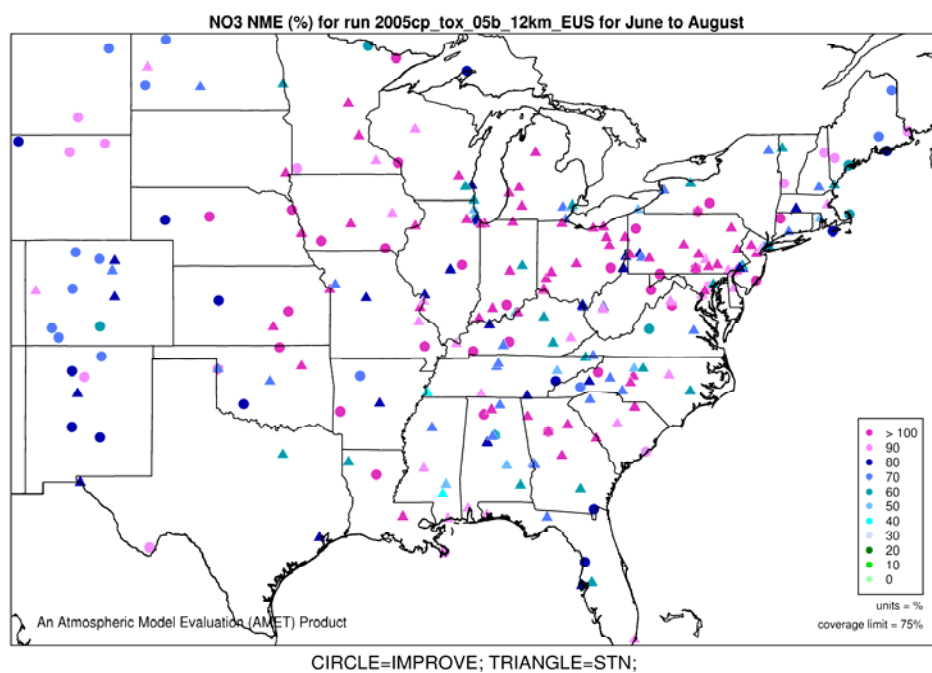 NO3 NME (%) for run 2005cp_tox_05b_12km_EUS for June to August
> 100
90
80
70
60
50
40
30
20
10
0
units = %
coverage limit = 75%
An Atmospheric Model Evaluation (AMET) Product
CIRCLE=IMPROVE; TRIANGLE=STN;